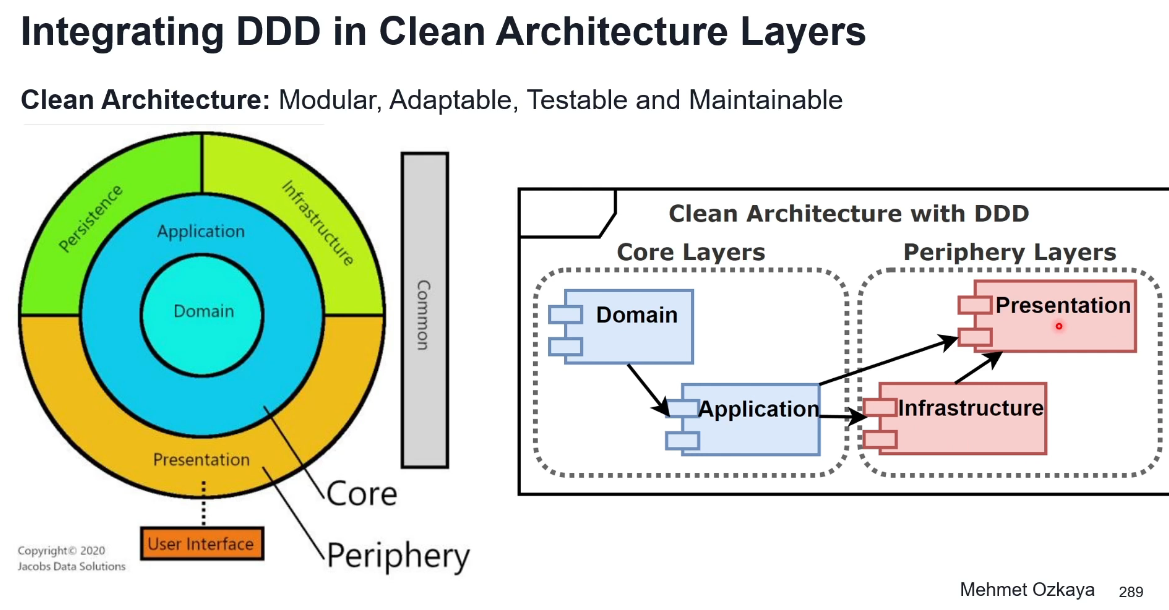 Integrating DDD in Clean Architecture Layers
Clean Architecture: Modular, Adaptable, Testable and Maintainable
Persistence
Infrastructure
Application
Domain
Presentation
User Interface
Common
Core
Periphery
Copyright© 2020
Jacobs Data Solutions
Clean Architecture with DDD
Core Layers
Periphery Layers
Domain
Application
Presentation
Infrastructure
Mehmet Ozkaya
289